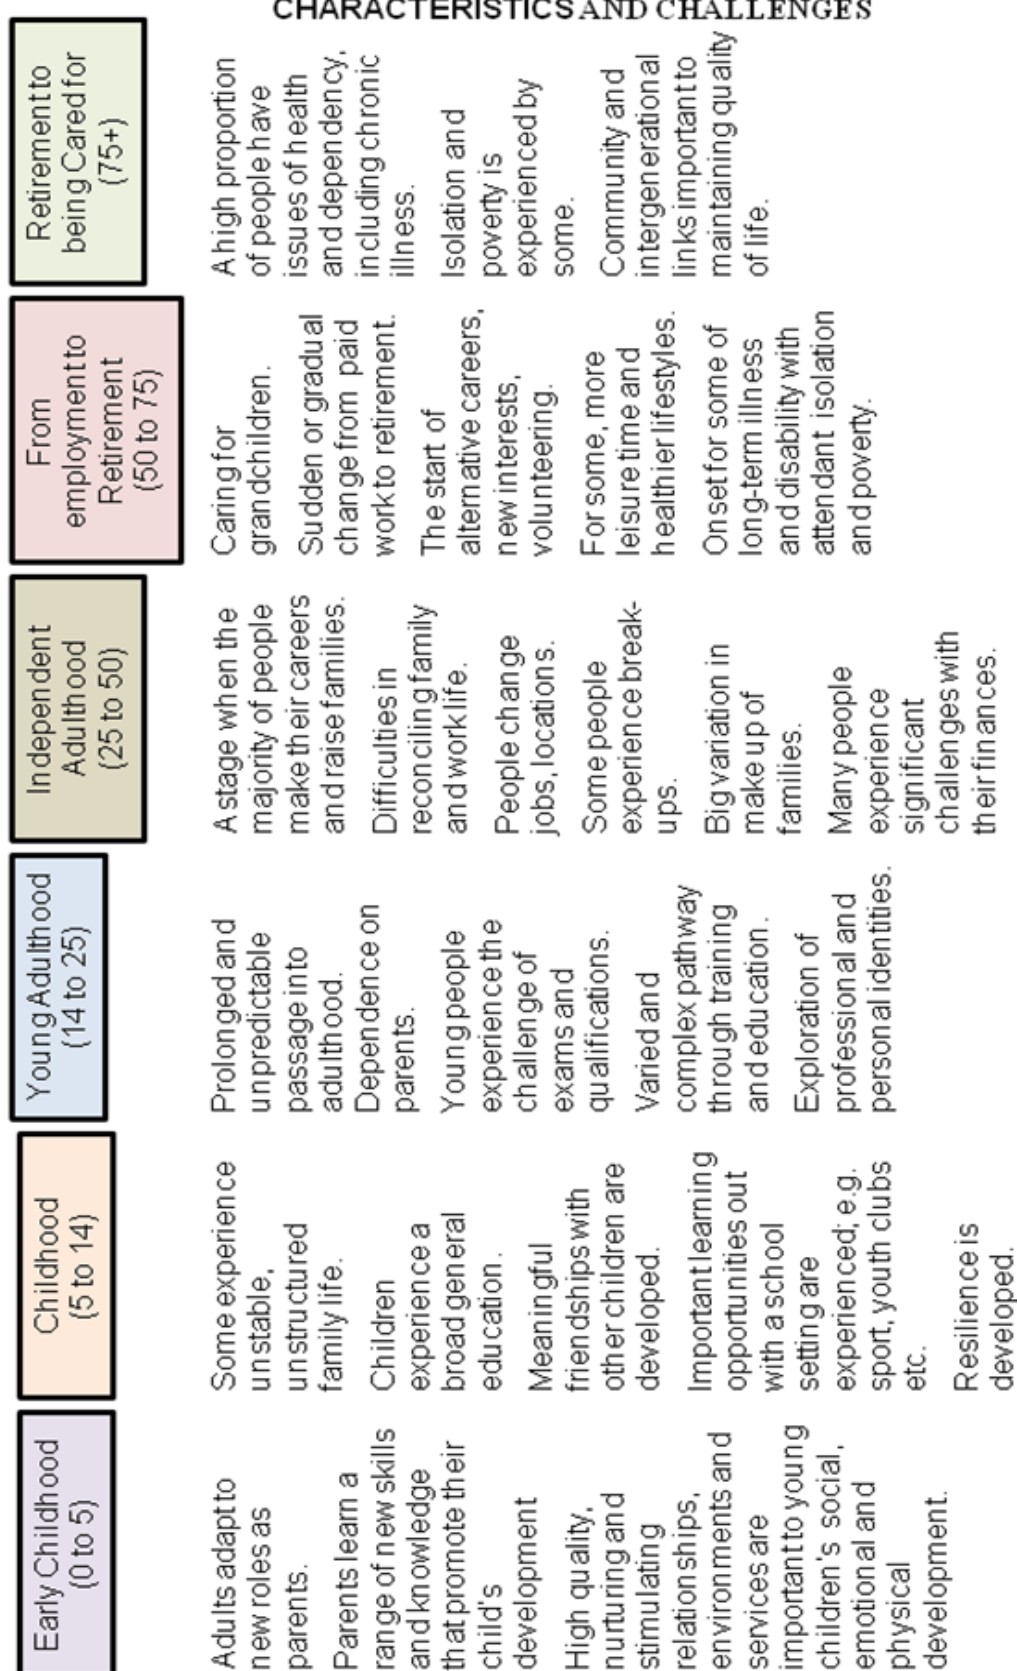 CHARACTERISTICS AND CHALLENGES
Early Childhood
(0 to 5)
Adults adapt to
new roles as
parents.
Parents learn a
range of new skills
and knowledge
that promote their
child's
development
High quality,
nurturing and
stimulating
relationships,
environments and
services are
important to young
children's social,
emotional and
physical
development.
Childhood
(5 to 14)
Some experience
unstable,
unstructured
family life.
Children
experience a
broad general
education.
Meaningful
friendships with
other children are
developed.
Important learning
opportunities out
with a school
setting are
experienced; e.g.
sport, youth clubs
etc.
Resilience is
developed.
Young Adulthood
(14 to 25)
Prolonged and
unpredictable
passage into
adulthood.
Dependence on
parents.
Young people
experience the
challenge of
exams and
qualifications.
Varied and
complex pathway
through training
and education.
Exploration of
professional and
personal identities.
Independent
Adulthood
(25 to 50)
A stage when the
majority of people
make their careers
and raise families.
Difficulties in
reconciling family
and work life.
People change
jobs, locations.
Some people
experience break-
ups.
Big variation in
make up of
families.
Many people
experience
significant
challenges with
their finances.
From
employment to
Retirement
(50 to 75)
Caring for
grandchildren.
Sudden or gradual
change from paid
work to retirement.
The start of
alternative careers,
new interests,
volunteering.
For some, more
leisure time and
healthier lifestyles.
Onset for some of
long-term illness
and disability with
attendant isolation
and poverty.
Retirement to
being Cared for
(75+)
A high proportion
of people have
issues of health
and dependency,
including chronic
illness.
Isolation and
poverty is
experienced by
some.
Community and
intergenerational
links important to
maintaining quality
of life.